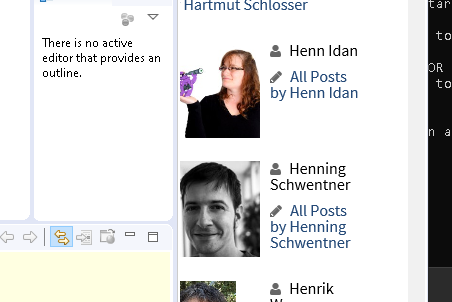 Hartmut Schlosser
There is no active
editor that provides an
outline.
Henn Idan
All Posts
by Henn Idan
Henning
Schwentner
All Posts
by Henning
Schwentner
Henrik
tar
to
OR
to
n a